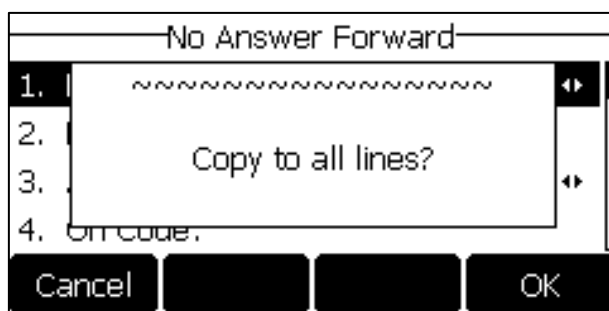 No Answer Forward
1.
~~~~~~~~~~~~~~~~
2.
Copy to all lines?
3.
4. On Code:
Cancel OK